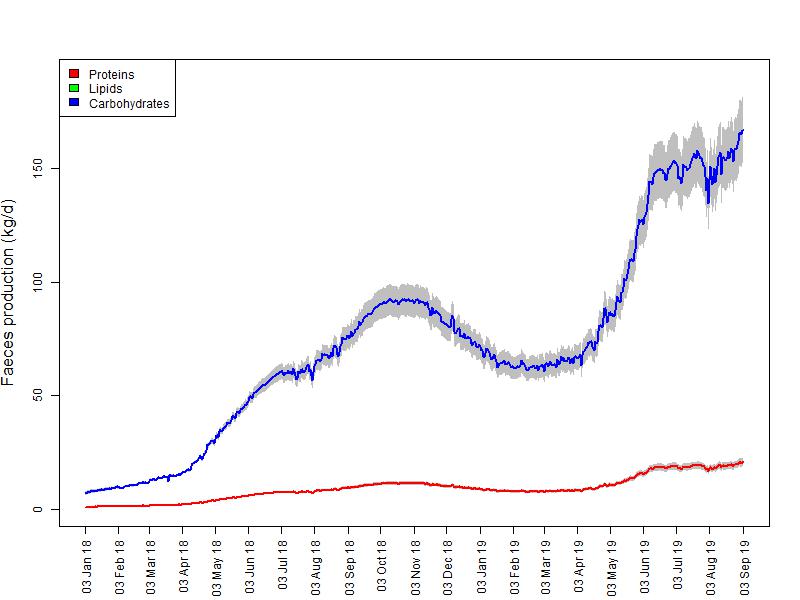 Proteins
Lipids
Carbohydrates
Faeces production (kg/d)
150
100
50
0
03 Jan 18
03 Feb 18
03 Mar 18
03 Apr 18
03 May 18
03 Jun 18
03 Jul 18
03 Aug 18
03 Sep 18
03 Oct 18
03 Nov 18
03 Dec 18
03 Jan 19
03 Feb 19
03 Mar 19
03 Apr 19
03 May 19
03 Jun 19
03 Jul 19
03 Aug 19
03 Sep 19